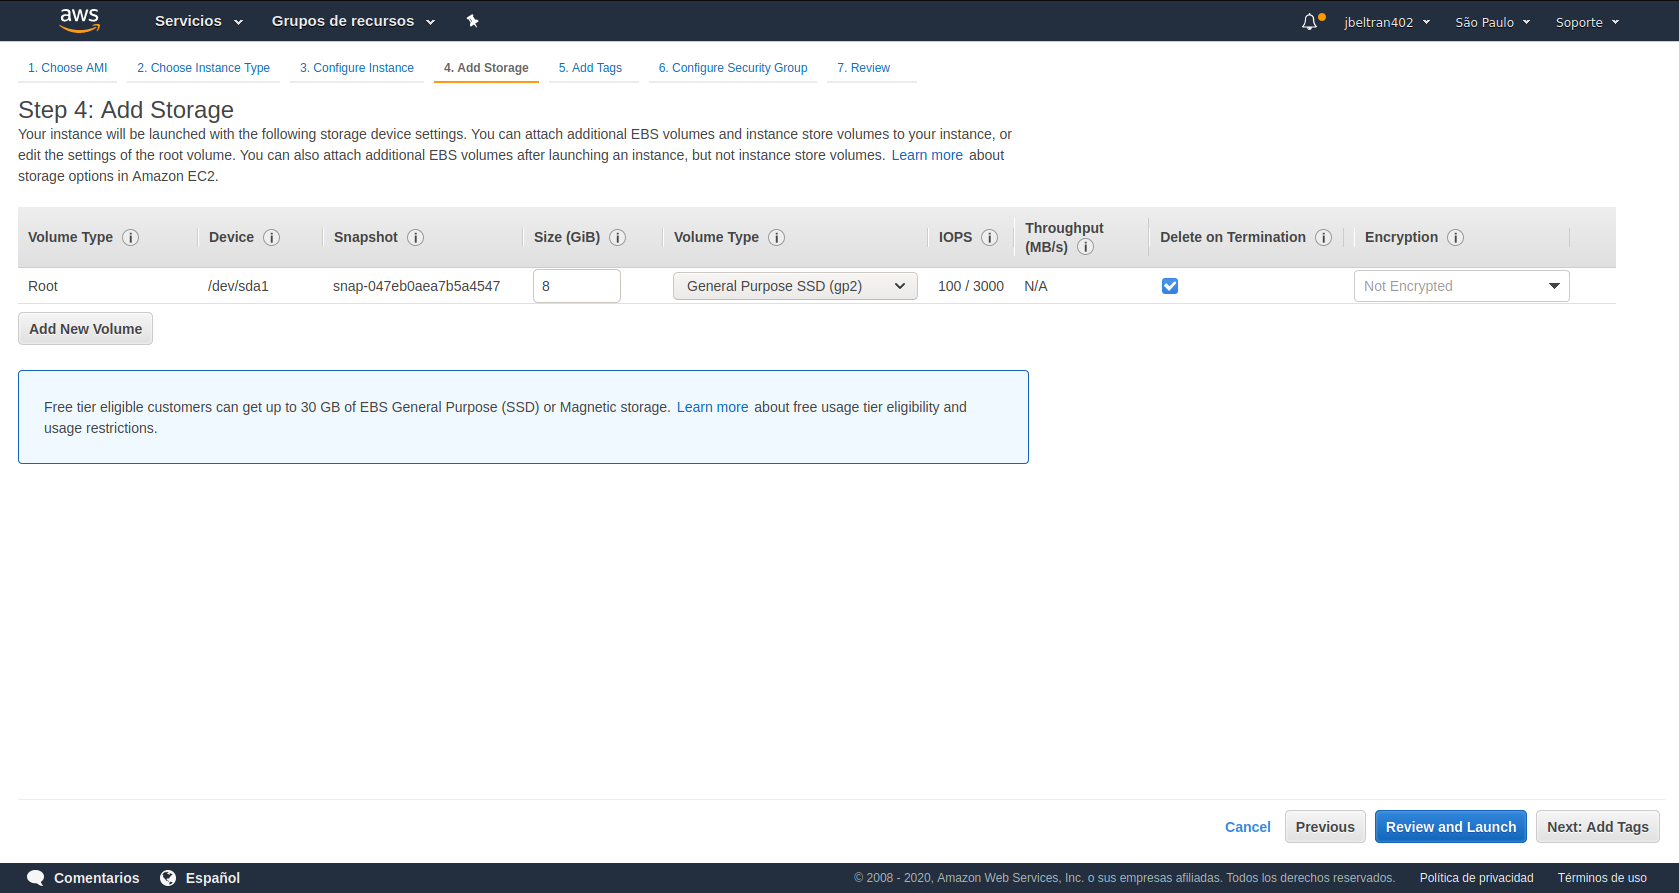 aws Servicios Grupos de recursos jbeltran402 São Paulo Soporte
1. Choose AMI 2. Choose Instance Type 3. Configure Instance 4. Add Storage 5. Add Tags 6. Configure Security Group 7. Review
Step 4: Add Storage
Your instance will be launched with the following storage device settings. You can attach additional EBS volumes and instance store volumes to your instance, or
edit the settings of the root volume. You can also attach additional EBS volumes after launching an instance, but not instance store volumes. Learn more about
storage options in Amazon EC2.
Volume Type i Device i Snapshot i Size (GiB) i Volume Type i IOPS i Throughput (MB/s) i Delete on Termination i Encryption i
Root /dev/sda1 snap-047eb0aea7b5a4547 8 General Purpose SSD (gp2) 100 / 3000 N/A Not Encrypted
Add New Volume
Free tier eligible customers can get up to 30 GB of EBS General Purpose (SSD) or Magnetic storage. Learn more about free usage tier eligibility and
usage restrictions.
Cancel Previous Review and Launch Next: Add Tags
Comentarios Español © 2008 - 2020, Amazon Web Services, Inc. o sus empresas afiliadas. Todos los derechos reservados. Política de privacidad Términos de uso